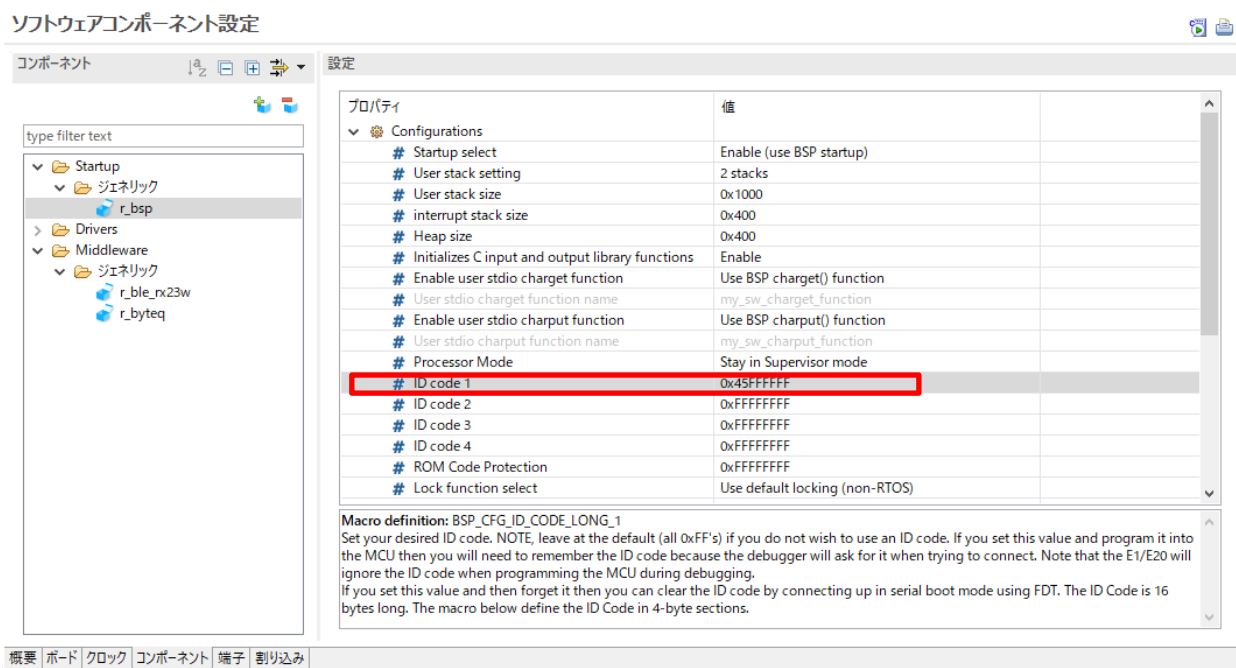 ソフトウェアコンポーネント設定
コンポーネント
設定
type filter text
Startup
ジェネリック
r_bsp
Drivers
Middleware
ジェネリック
r_ble_rx23w
r_byteq
プロパティ 値
Configurations
# Startup select Enable (use BSP startup)
# User stack setting 2 stacks
# User stack size 0x1000
# interrupt stack size 0x400
# Heap size 0x400
# Initializes C input and output library functions Enable
# Enable user stdio charget function Use BSP charget() function
# User stdio charget function name my_sw_charget_function
# Enable user stdio charput function Use BSP charput() function
# User stdio charput function name my_sw_charput_function
# Processor Mode Stay in Supervisor mode
# ID code 1 0x45FFFFFF
# ID code 2 0xFFFFFFFF
# ID code 3 0xFFFFFFFF
# ID code 4 0xFFFFFFFF
# ROM Code Protection 0xFFFFFFFF
# Lock function select Use default locking (non-RTOS)
Macro definition: BSP_CFG_ID_CODE_LONG_1
Set your desired ID code. NOTE, leave at the default (all 0xFF's) if you do not wish to use an ID code. If you set this value and program it into
the MCU then you will need to remember the ID code because the debugger will ask for it when trying to connect. Note that the E1/E20 will
ignore the ID code when programming the MCU during debugging.
If you set this value and then forget it then you can clear the ID code by connecting up in serial boot mode using FDT. The ID Code is 16
bytes long. The macro below define the ID Code in 4-byte sections.
概要 ボード クロック コンポーネント 端子 割り込み